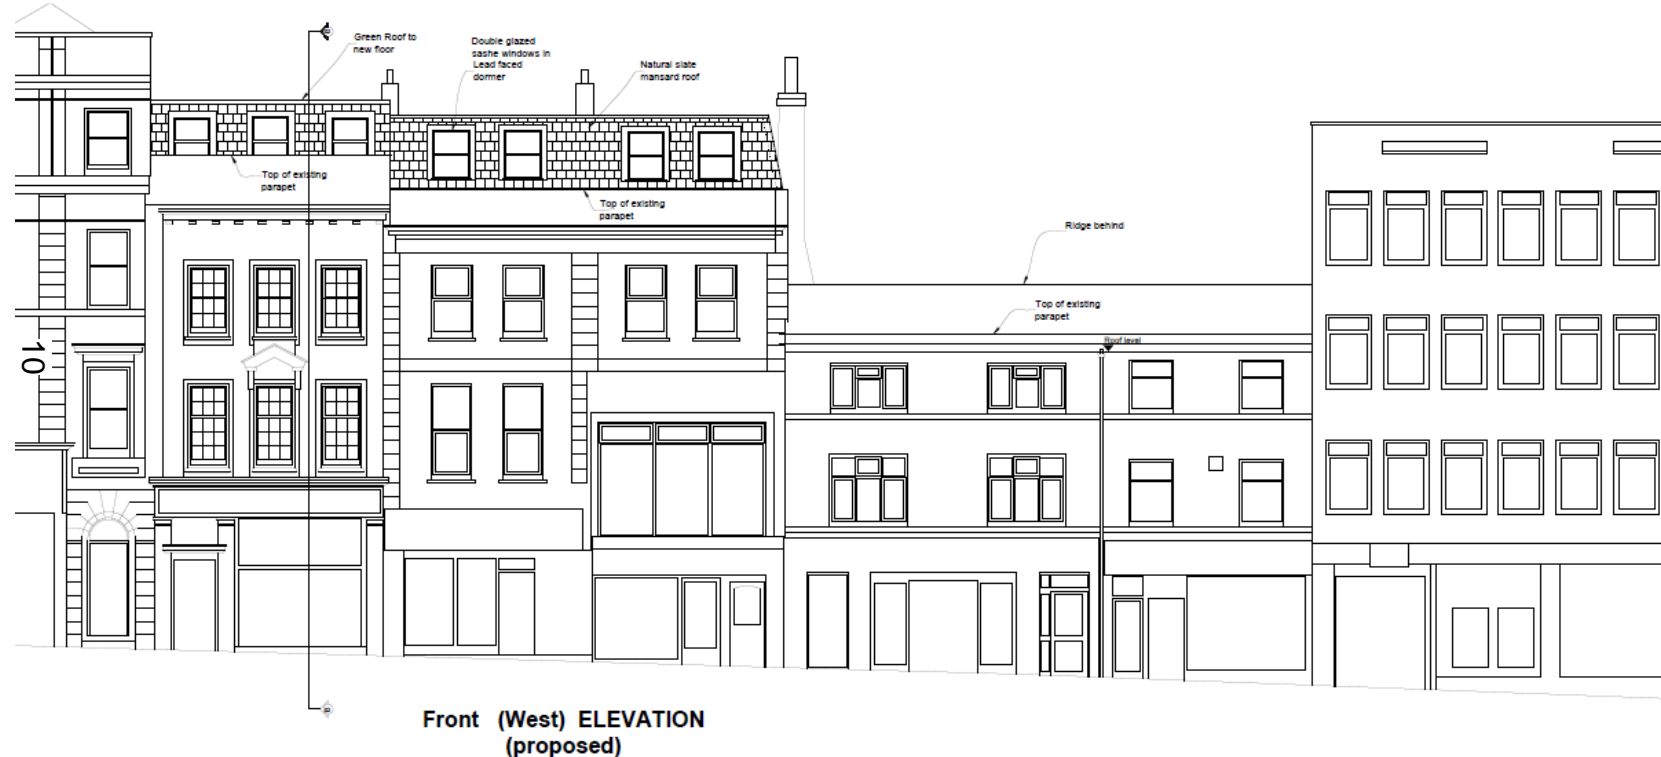 Green Roof to
new floor
Double glazed
sashe windows in
Lead faced
dormer
Natural slate
mansard roof
Top of existing
parapet
Top of existing
parapet
Ridge behind
Top of existing
parapet
Roof level
10
Front (West) ELEVATION
(proposed)